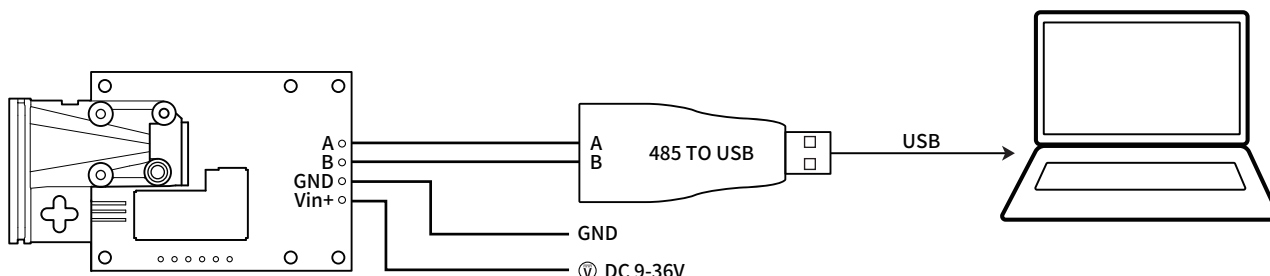 A
B
GND
Vin+
A
B
485 TO USB
USB
GND
Ⓥ DC 9-36V